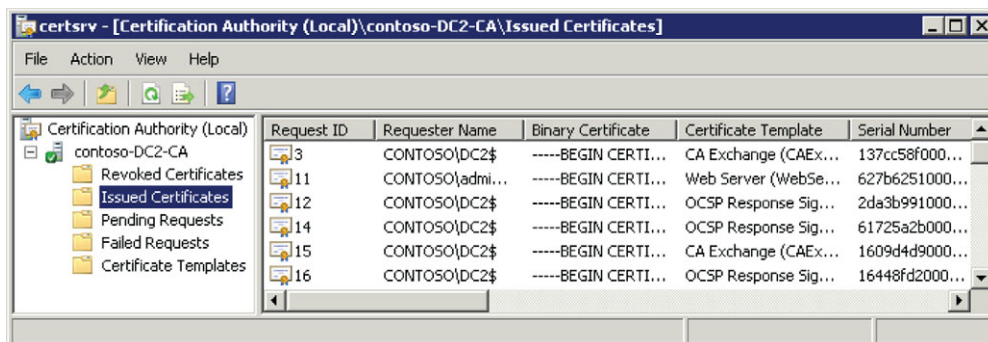 certsrv - [Certification Authority (Local)\contoso-DC2-CA\Issued Certificates]
File Action View Help
Certification Authority (Local)
contoso-DC2-CA
Revoked Certificates
Issued Certificates
Pending Requests
Failed Requests
Certificate Templates
Request ID Requester Name Binary Certificate Certificate Template Serial Number
3 CONTOSO\DC2$ -----BEGIN CERTI... CA Exchange (CAEx... 137cc58f000...
11 CONTOSO\admi... -----BEGIN CERTI... Web Server (WebSe... 627b6251000...
12 CONTOSO\DC2$ -----BEGIN CERTI... OCSP Response Sig... 2da3b991000...
14 CONTOSO\DC2$ -----BEGIN CERTI... OCSP Response Sig... 61725a2b000...
15 CONTOSO\DC2$ -----BEGIN CERTI... CA Exchange (CAEx... 1609d4d9000...
16 CONTOSO\DC2$ -----BEGIN CERTI... OCSP Response Sig... 16448fd2000...